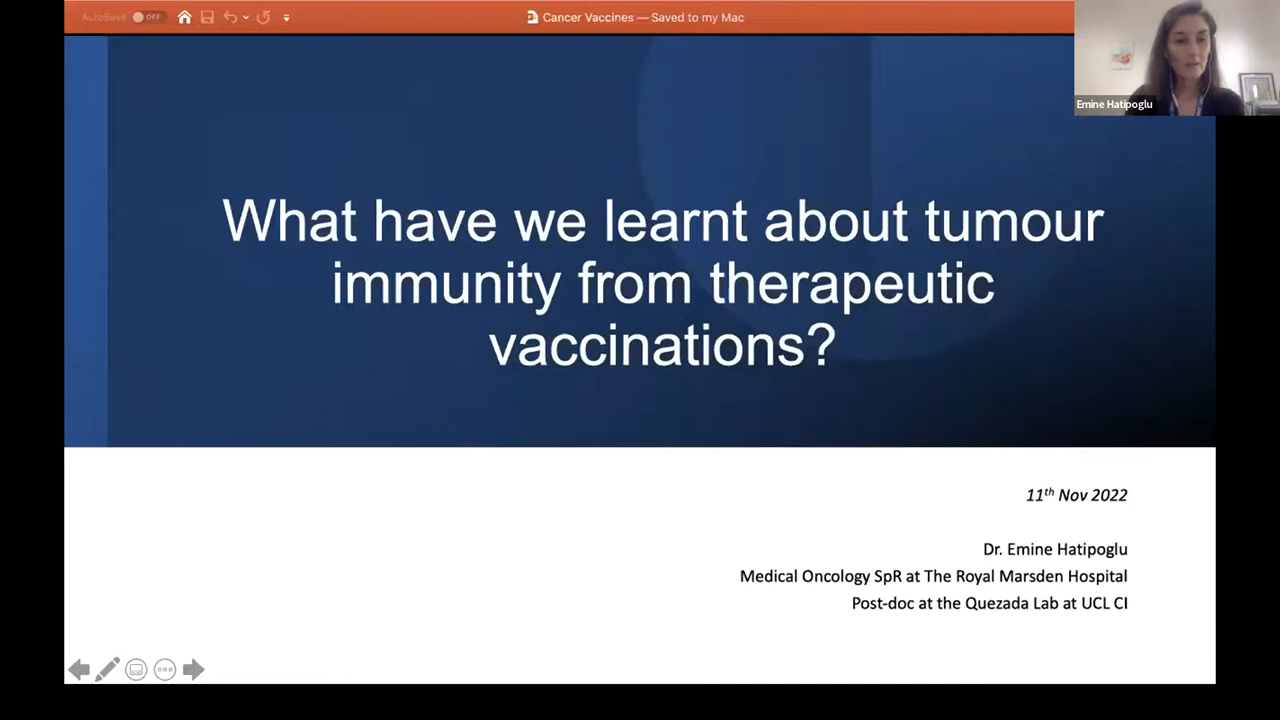 AutoSave OFF
Cancer Vaccines — Saved to my Mac
Emine Hatipoglu
What have we learnt about tumour
immunity from therapeutic
vaccinations?
11th Nov 2022
Dr. Emine Hatipoglu
Medical Oncology SpR at The Royal Marsden Hospital
Post-doc at the Quezada Lab at UCL CI